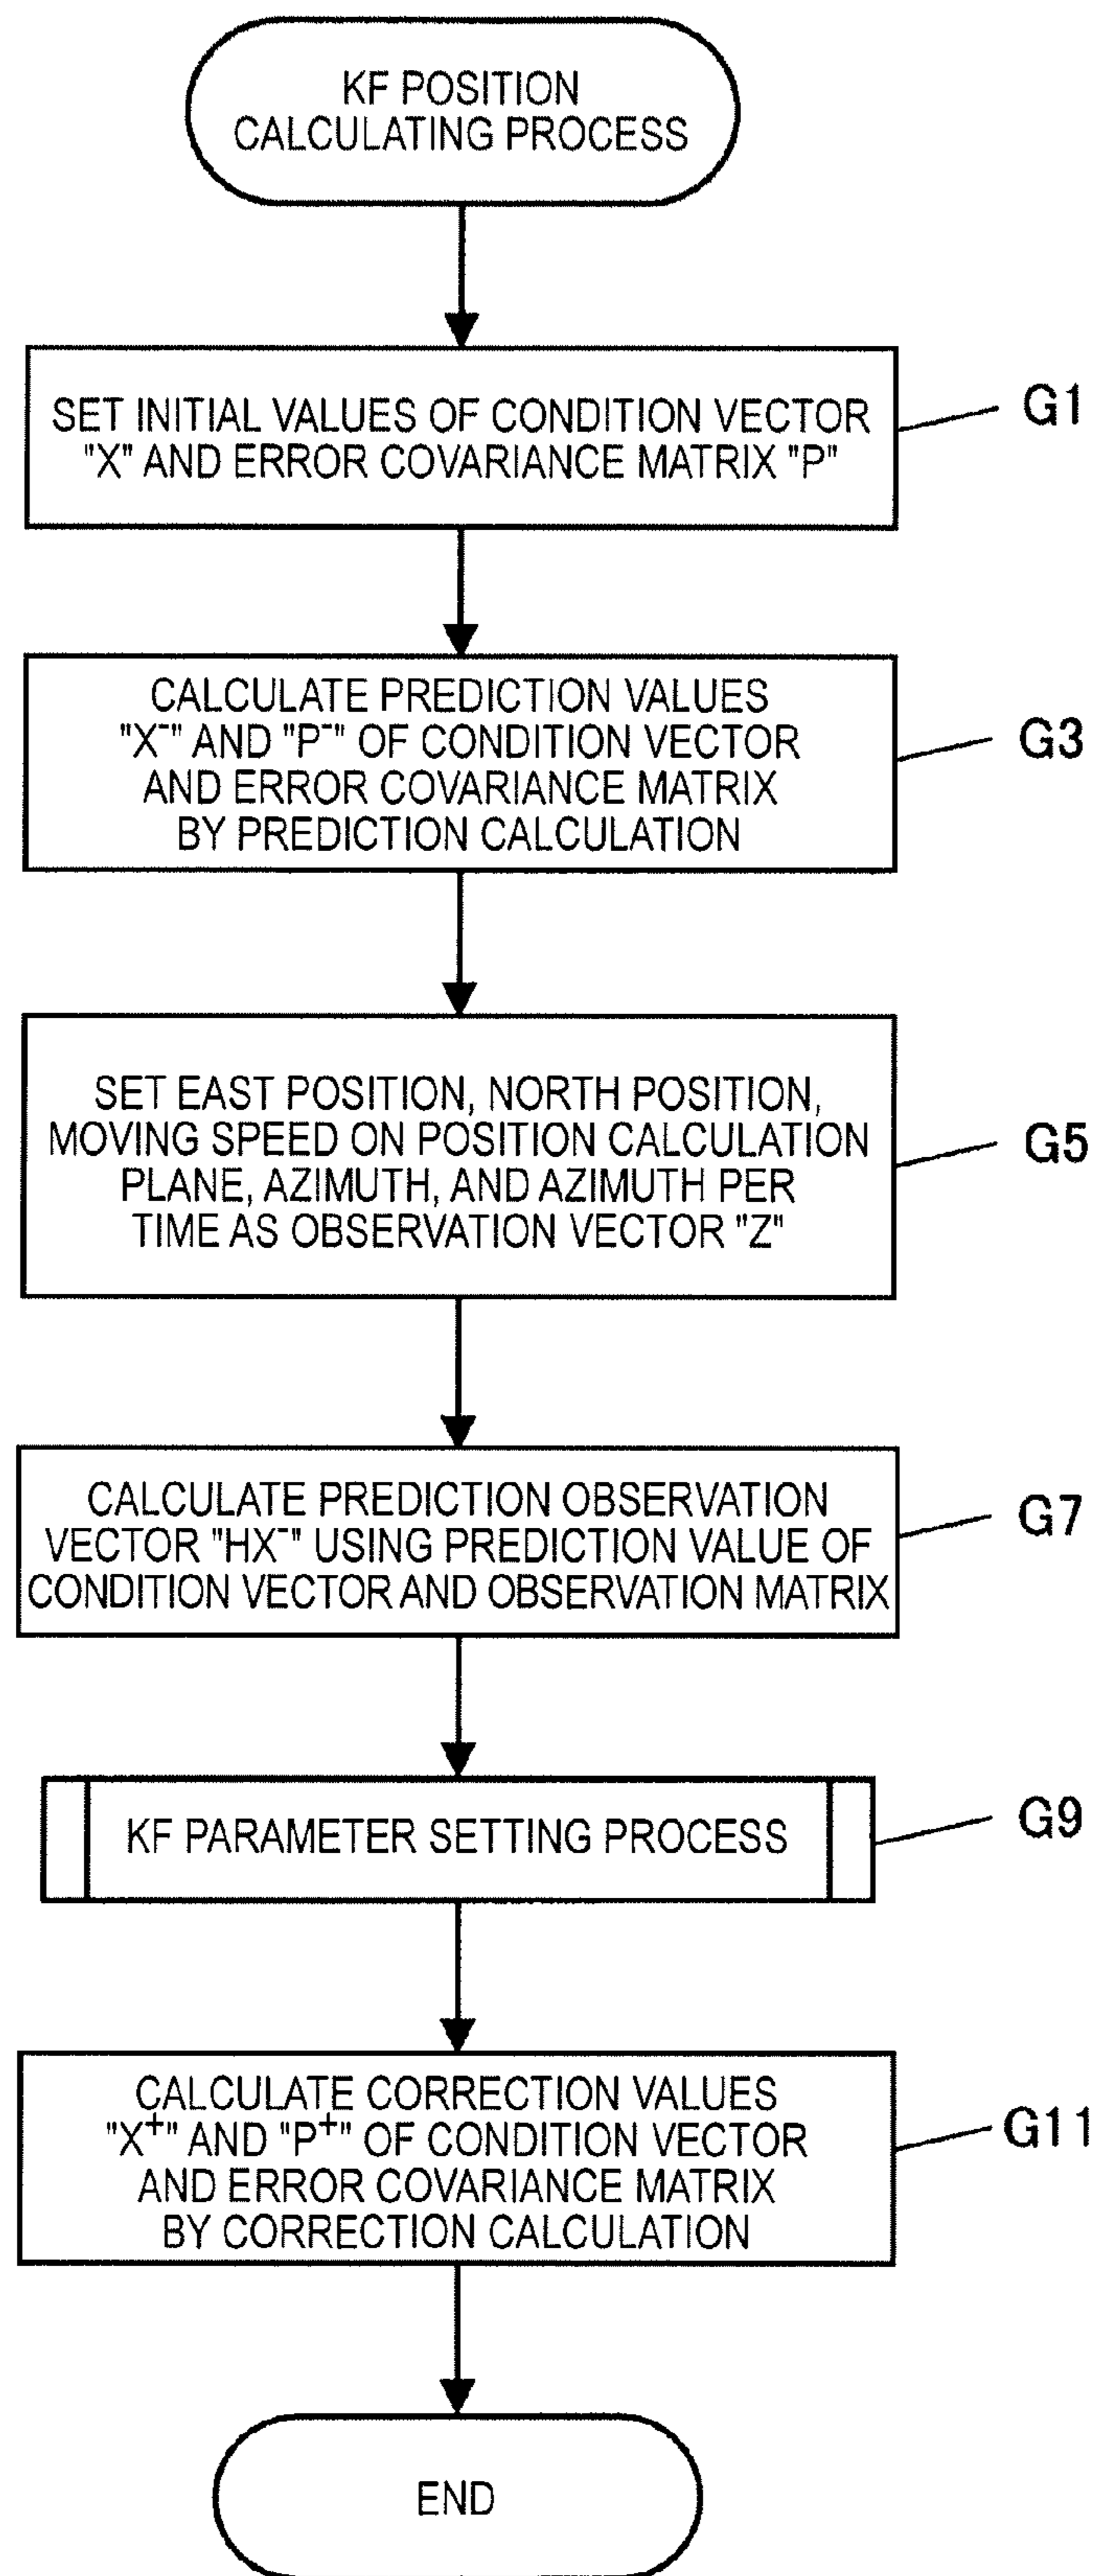 KF POSITION
CALCULATING PROCESS
SET INITIAL VALUES OF CONDITION VECTOR
"X" AND ERROR COVARIANCE MATRIX "P"
G1
CALCULATE PREDICTION VALUES
"X⁻" AND "P⁻" OF CONDITION VECTOR
AND ERROR COVARIANCE MATRIX
BY PREDICTION CALCULATION
G3
SET EAST POSITION, NORTH POSITION,
MOVING SPEED ON POSITION CALCULATION
PLANE, AZIMUTH, AND AZIMUTH PER
TIME AS OBSERVATION VECTOR "Z"
G5
CALCULATE PREDICTION OBSERVATION
VECTOR "HX⁻" USING PREDICTION VALUE OF
CONDITION VECTOR AND OBSERVATION MATRIX
G7
KF PARAMETER SETTING PROCESS
G9
CALCULATE CORRECTION VALUES
"X⁺" AND "P⁺" OF CONDITION VECTOR
AND ERROR COVARIANCE MATRIX
BY CORRECTION CALCULATION
G11
END